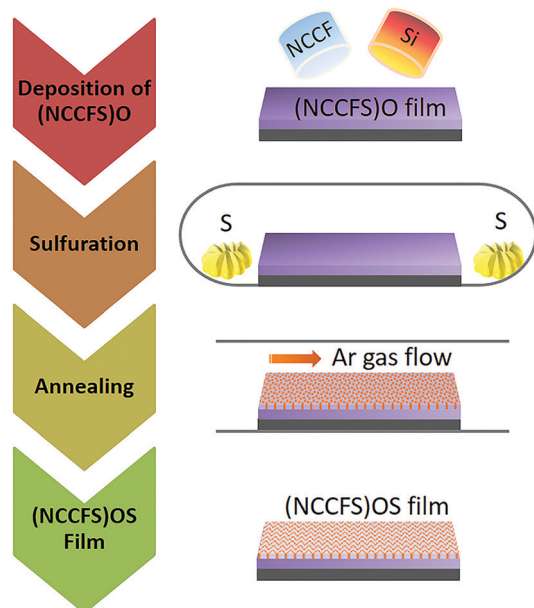 Deposition of
(NCCFS)O
NCCF
Si
(NCCFS)O film
Sulfuration
S
S
Annealing
Ar gas flow
(NCCFS)OS
Film
(NCCFS)OS film